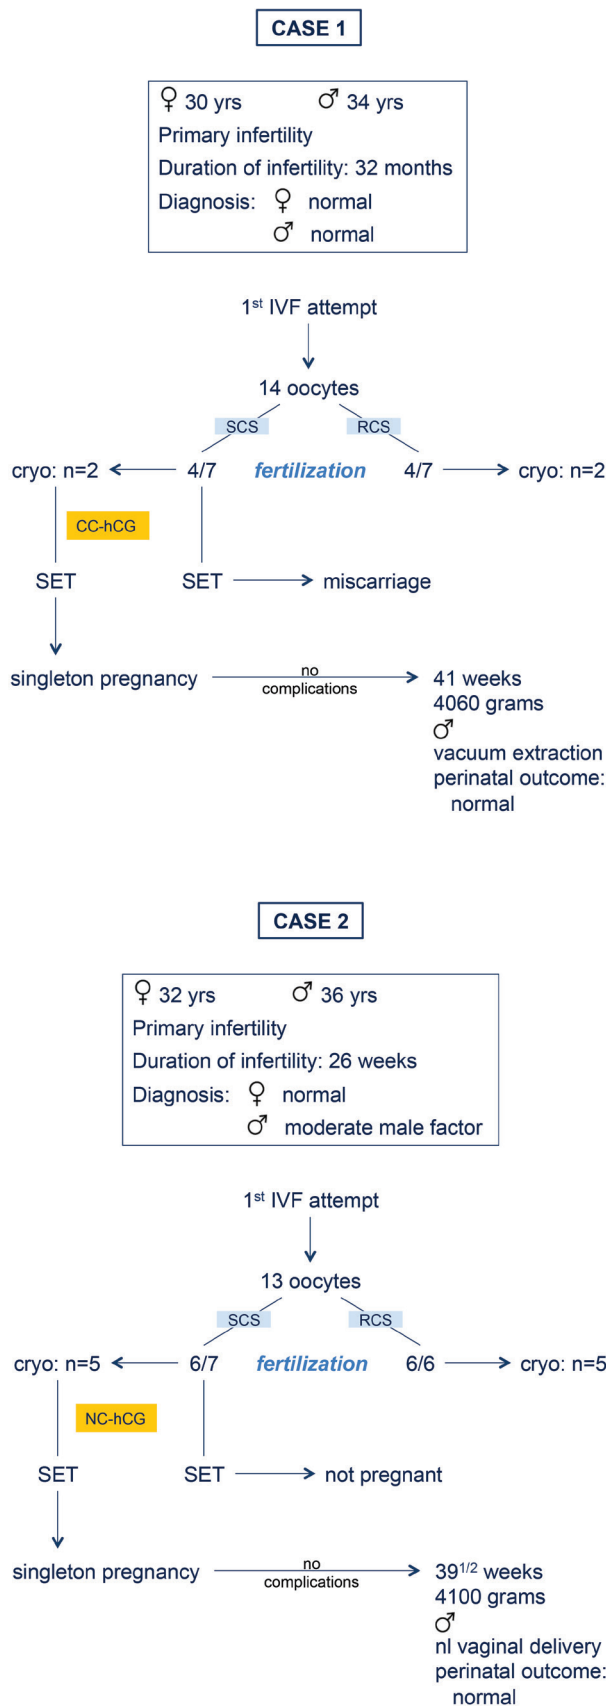 CASE 1
♀ 30 yrs ♂ 34 yrs
Primary infertility
Duration of infertility: 32 months
Diagnosis: ♀ normal
♂ normal
1st IVF attempt
14 oocytes
SCS RCS
cryo: n=2 4/7 fertilization 4/7 cryo: n=2
CC-hCG
SET SET miscarriage
singleton pregnancy no complications 41 weeks
4060 grams
♂
vacuum extraction
perinatal outcome:
normal
CASE 2
♀ 32 yrs ♂ 36 yrs
Primary infertility
Duration of infertility: 26 weeks
Diagnosis: ♀ normal
♂ moderate male factor
1st IVF attempt
13 oocytes
SCS RCS
cryo: n=5 6/7 fertilization 6/6 cryo: n=5
NC-hCG
SET SET not pregnant
singleton pregnancy no complications 391/2 weeks
4100 grams
♂
nl vaginal delivery
perinatal outcome:
normal